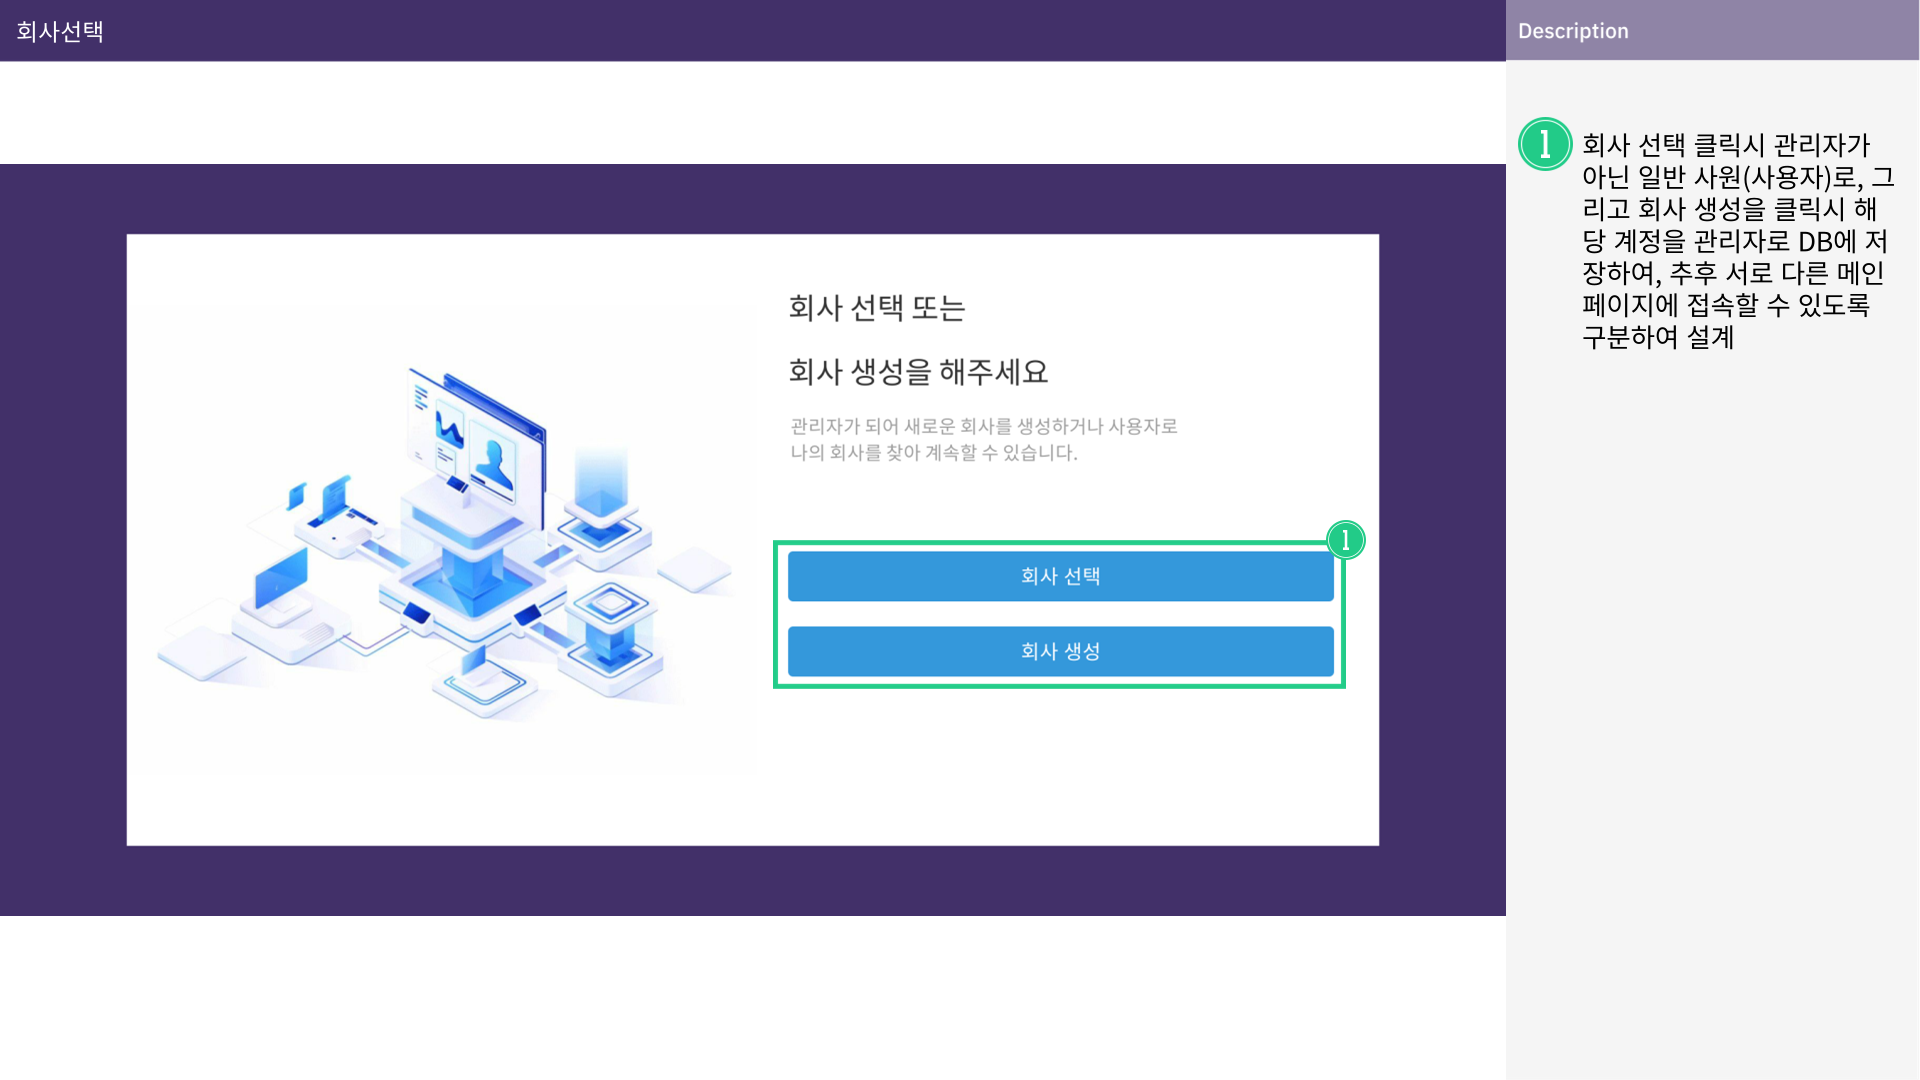 회사선택
회사 선택 또는
회사 생성을 해주세요
관리자가 되어 새로운 회사를 생성하거나 사용자로
나의 회사를 찾아 계속할 수 있습니다.
1
회사 선택
회사 생성
Description
1
회사 선택 클릭시 관리자가
아닌 일반 사원(사용자)로, 그
리고 회사 생성을 클릭시 해
당 계정을 관리자로 DB에 저
장하여, 추후 서로 다른 메인
페이지에 접속할 수 있도록
구분하여 설계